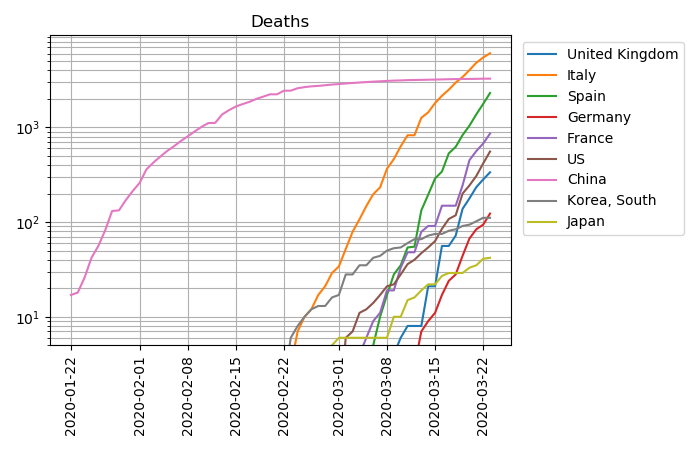 Deaths
10³
10²
10¹
2020-01-22
2020-02-01
2020-02-08
2020-02-15
2020-02-22
2020-03-01
2020-03-08
2020-03-15
2020-03-22
United Kingdom
Italy
Spain
Germany
France
US
China
Korea, South
Japan